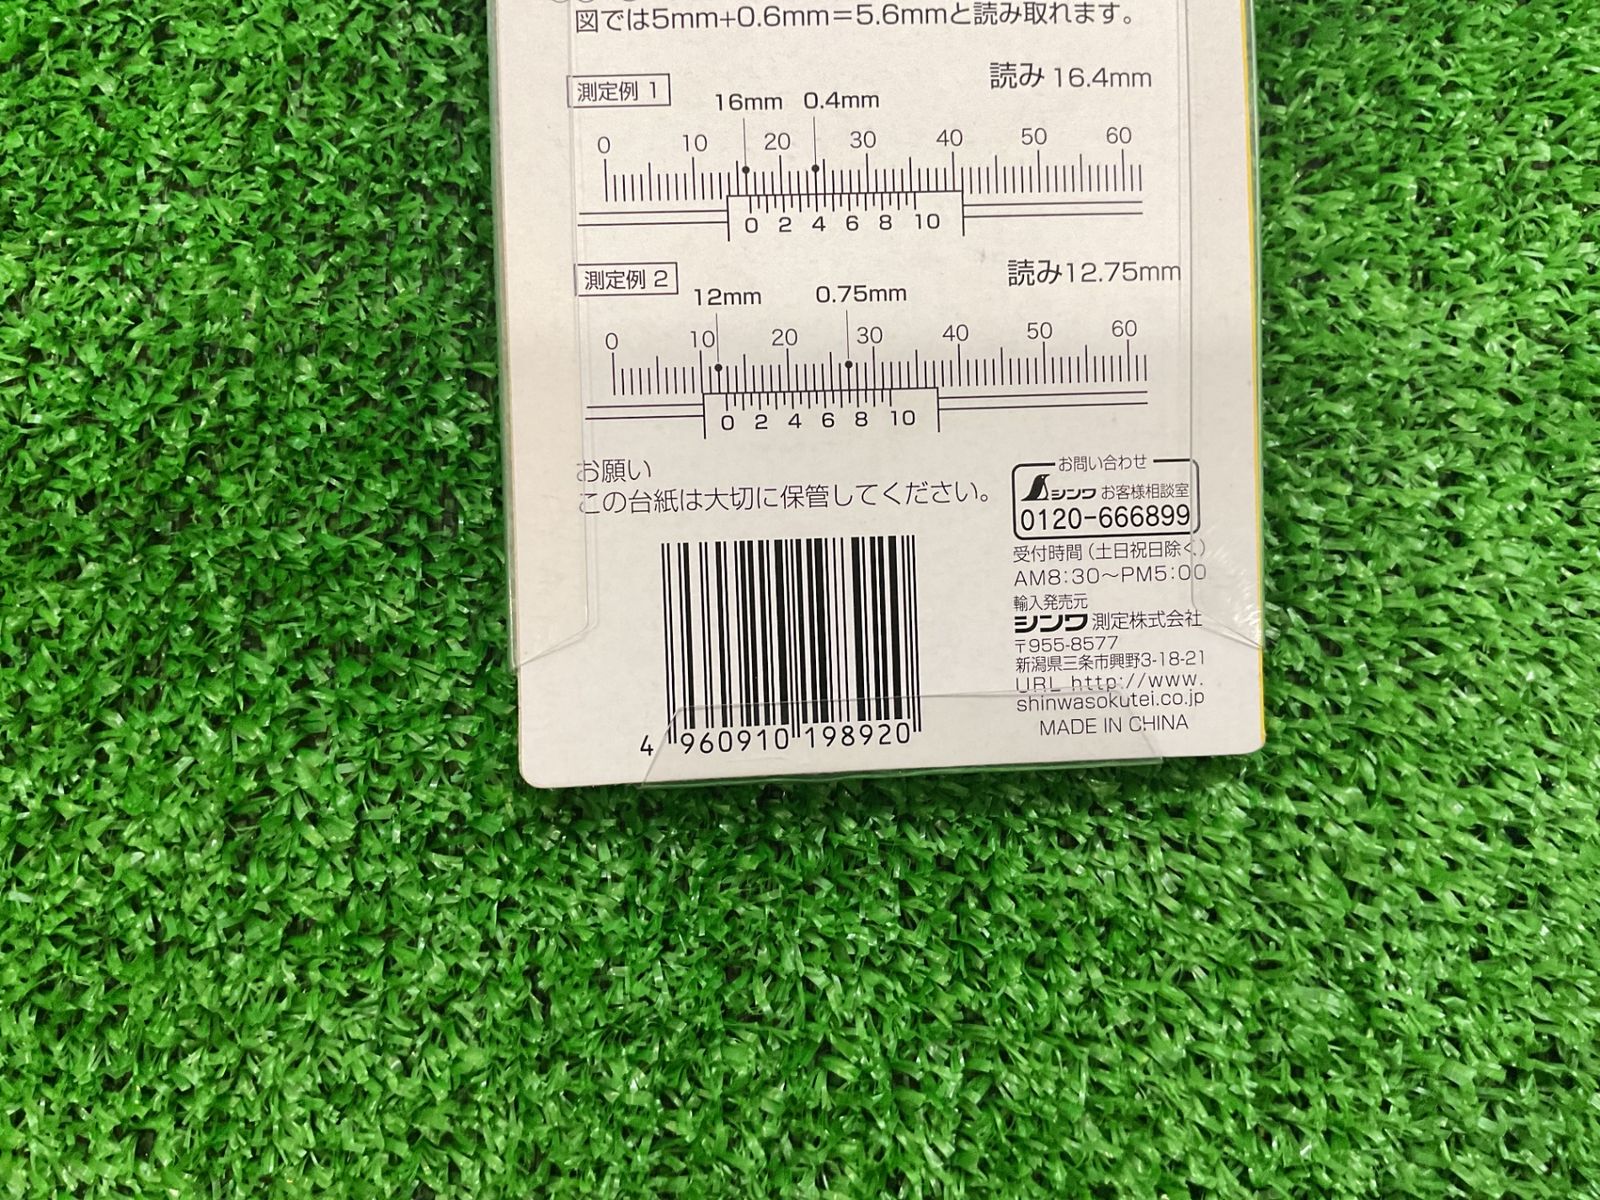 図では5mm+0.6mm=5.6mmと読み取れます。
測定例 1
読み 16.4mm
16mm 0.4mm
0 10 20 30 40 50 60
0 2 4 6 8 10
測定例 2
読み12.75mm
12mm 0.75mm
0 10 20 30 40 50 60
0 2 4 6 8 10
お願い
この台紙は大切に保管してください。
お問い合わせ
シンワ お客様相談室
0120-666899
受付時間（土日祝日除く）
AM8:30〜PM5:00
輸入発売元
シンワ測定株式会社
〒955-8577
新潟県三条市興野3-18-21
URL http://www.
shinwasokutei.co.jp
MADE IN CHINA
4 960910 198920